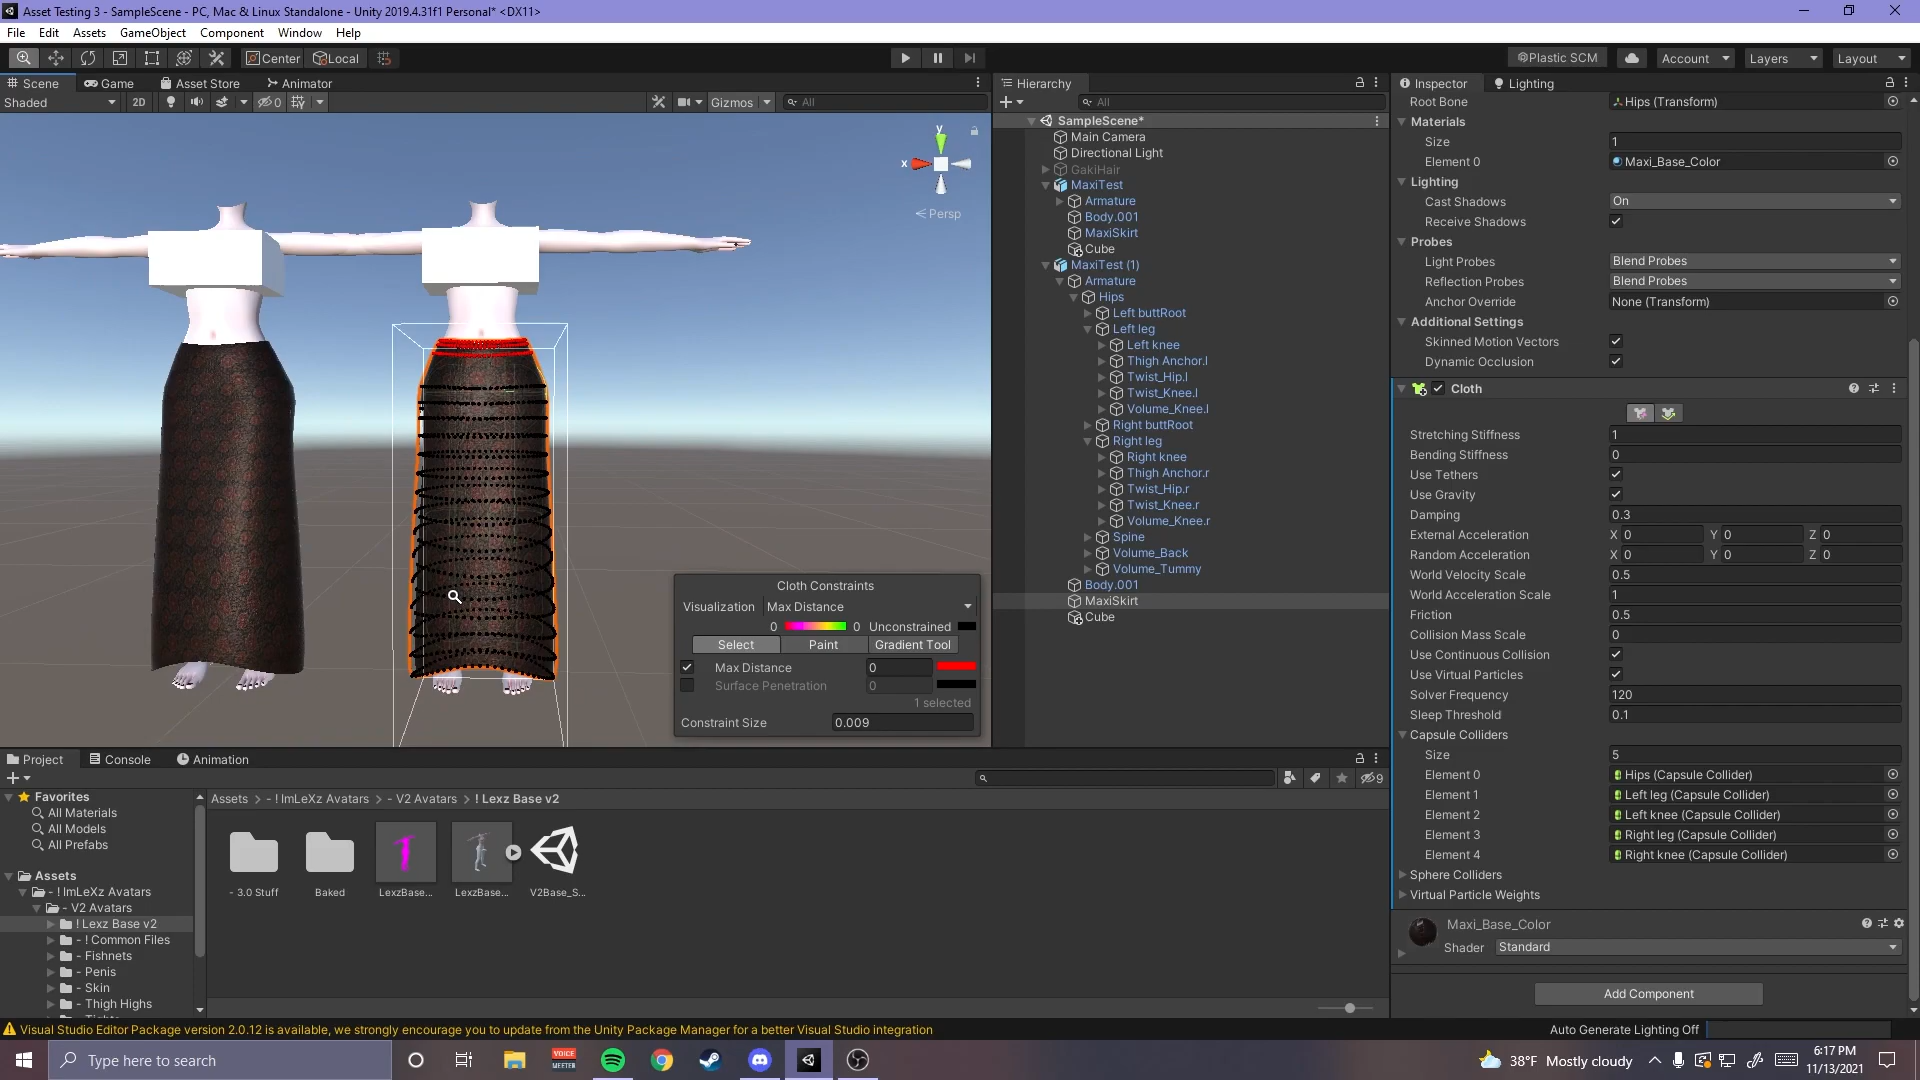 Asset Testing 3 - SampleScene - PC, Mac & Linux Standalone - Unity 2019.4.31f1 Personal* <DX11>
File Edit Assets GameObject Component Window Help
Center Local Plastic SCM Account Layers Layout
Scene Game Asset Store Animator
Shaded 2D 0 Gizmos All
y
x
Persp
Cloth Constraints
Visualization Max Distance
0 0 Unconstrained
Select Paint Gradient Tool
Max Distance 0
Surface Penetration 0
1 selected
Constraint Size 0.009
Hierarchy
All
SampleScene*
Main Camera
Directional Light
GakiHair
MaxiTest
Armature
Body.001
MaxiSkirt
Cube
MaxiTest (1)
Armature
Hips
Left buttRoot
Left leg
Left knee
Thigh Anchor.l
Twist_Hip.l
Twist_Knee.l
Volume_Knee.l
Right buttRoot
Right leg
Right knee
Thigh Anchor.r
Twist_Hip.r
Twist_Knee.r
Volume_Knee.r
Spine
Volume_Back
Volume_Tummy
Body.001
MaxiSkirt
Cube
Inspector Lighting
Root Bone Hips (Transform)
Materials
Size 1
Element 0 Maxi_Base_Color
Lighting
Cast Shadows On
Receive Shadows
Probes
Light Probes Blend Probes
Reflection Probes Blend Probes
Anchor Override None (Transform)
Additional Settings
Skinned Motion Vectors
Dynamic Occlusion
Cloth
Stretching Stiffness 1
Bending Stiffness 0
Use Tethers
Use Gravity
Damping 0.3
External Acceleration X 0 Y 0 Z 0
Random Acceleration X 0 Y 0 Z 0
World Velocity Scale 0.5
World Acceleration Scale 1
Friction 0.5
Collision Mass Scale 0
Use Continuous Collision
Use Virtual Particles
Solver Frequency 120
Sleep Threshold 0.1
Capsule Colliders
Size 5
Element 0 Hips (Capsule Collider)
Element 1 Left leg (Capsule Collider)
Element 2 Left knee (Capsule Collider)
Element 3 Right leg (Capsule Collider)
Element 4 Right knee (Capsule Collider)
Sphere Colliders
Virtual Particle Weights
Maxi_Base_Color
Shader Standard
Add Component
Project Console Animation
9
Favorites
All Materials
All Models
All Prefabs
Assets
- ! ImLeXz Avatars
- V2 Avatars
! Lexz Base v2
- ! Common Files
- Fishnets
- Penis
- Skin
- Thigh Highs
Assets > - ! ImLeXz Avatars > - V2 Avatars > ! Lexz Base v2
- 3.0 Stuff Baked LexzBase... LexzBase... V2Base_S...
Visual Studio Editor Package version 2.0.12 is available, we strongly encourage you to update from the Unity Package Manager for a better Visual Studio integration
Auto Generate Lighting Off
Type here to search
VOICE
MEETER
38°F Mostly cloudy
6:17 PM
11/13/2021